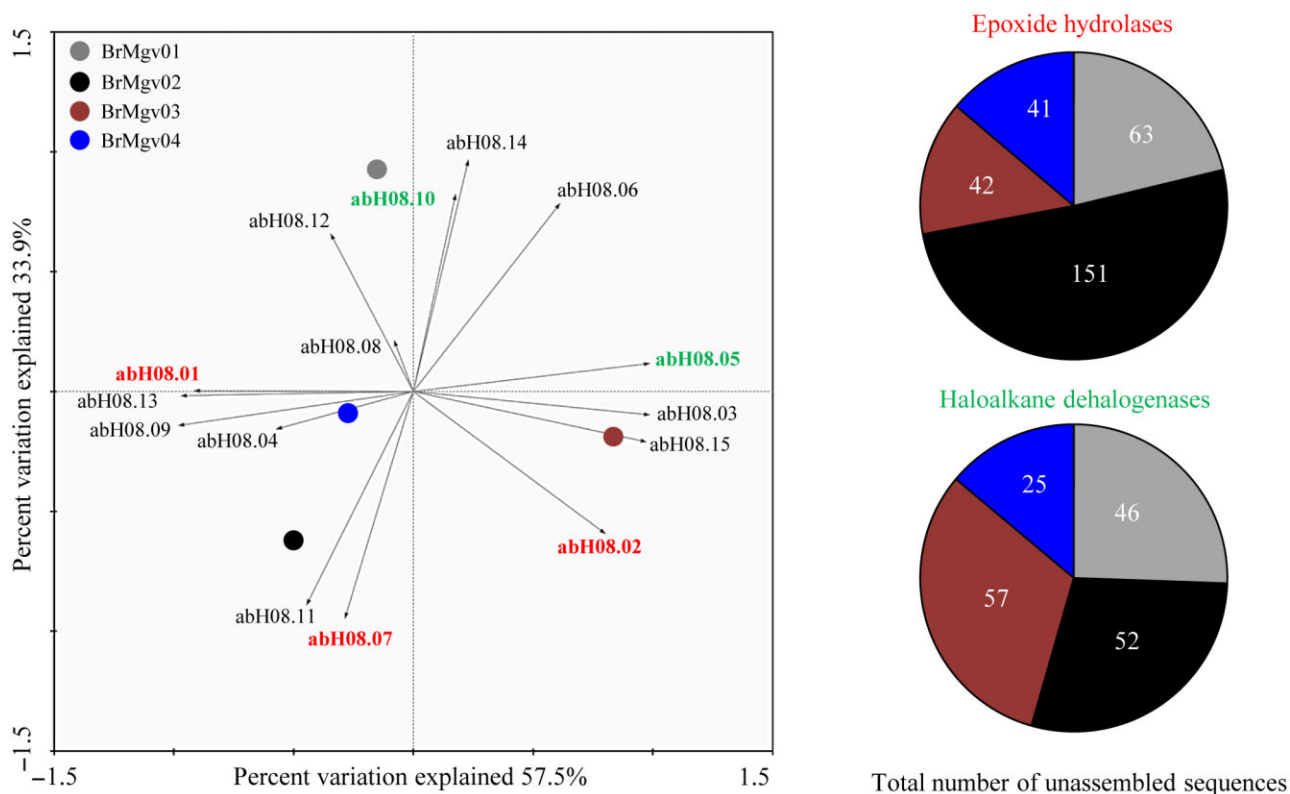 1.5
BrMgv01
BrMgv02
BrMgv03
BrMgv04
abH08.14
abH08.10
abH08.06
abH08.12
abH08.08
abH08.05
abH08.01
abH08.13
abH08.03
abH08.09
abH08.04
abH08.15
abH08.02
abH08.11
abH08.07
Percent variation explained 33.9%
-1.5
−1.5
Percent variation explained 57.5%
1.5
Epoxide hydrolases
41
63
42
151
Haloalkane dehalogenases
25
46
57
52
Total number of unassembled sequences